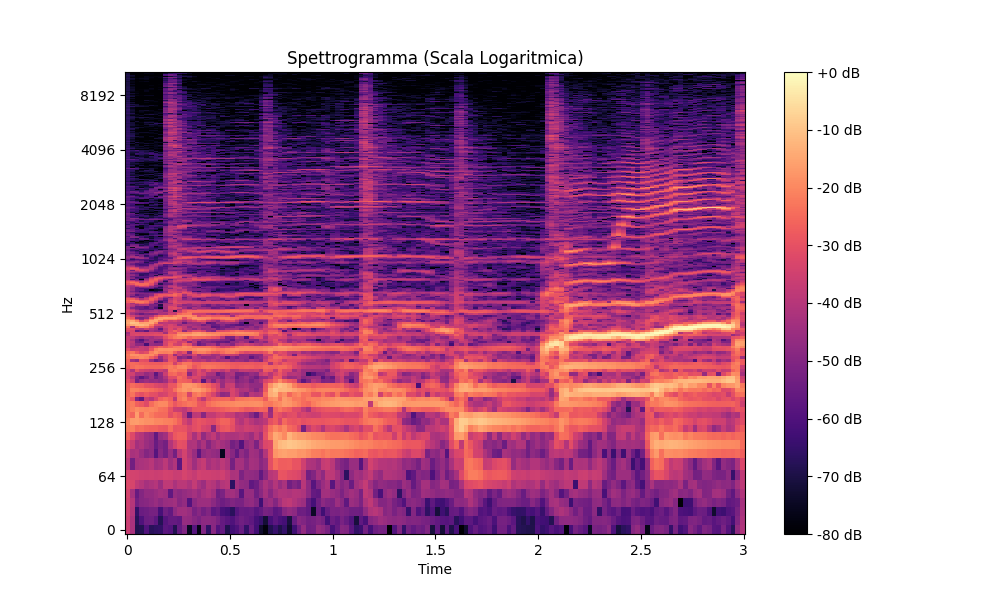 Spettrogramma (Scala Logaritmica)
Hz
8192
4096
2048
1024
512
256
128
64
0
0
0.5
1
1.5
2
2.5
3
Time
+0 dB
-10 dB
-20 dB
-30 dB
-40 dB
-50 dB
-60 dB
-70 dB
-80 dB